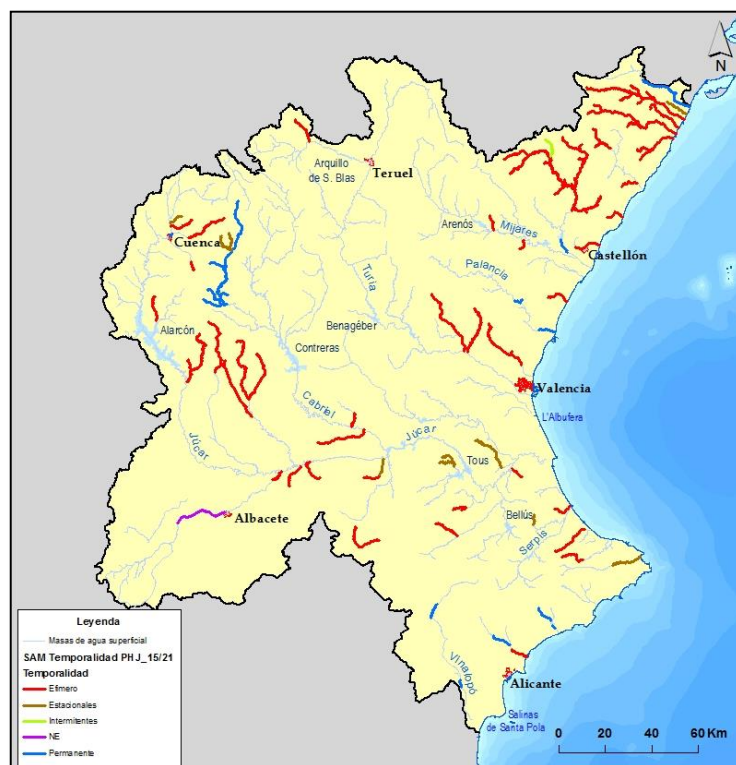 N
Teruel
Arquillo
de S. Blas
Arenós
Mijares
Cuenca
Castellón
Palancia
Turia
Benagéber
Alarcón
Contreras
Valencia
Cabriel
L'Albufera
Júcar
Júcar
Tous
Albacete
Bellús
Serpis
Vinalopó
Alicante
Salinas
de Santa Pola
Leyenda
Masas de agua superficial
SAM Temporalidad PHJ_15/21
Temporalidad
Efímero
Estacionales
Intermitentes
NE
Permanente
0 20 40 60 Km